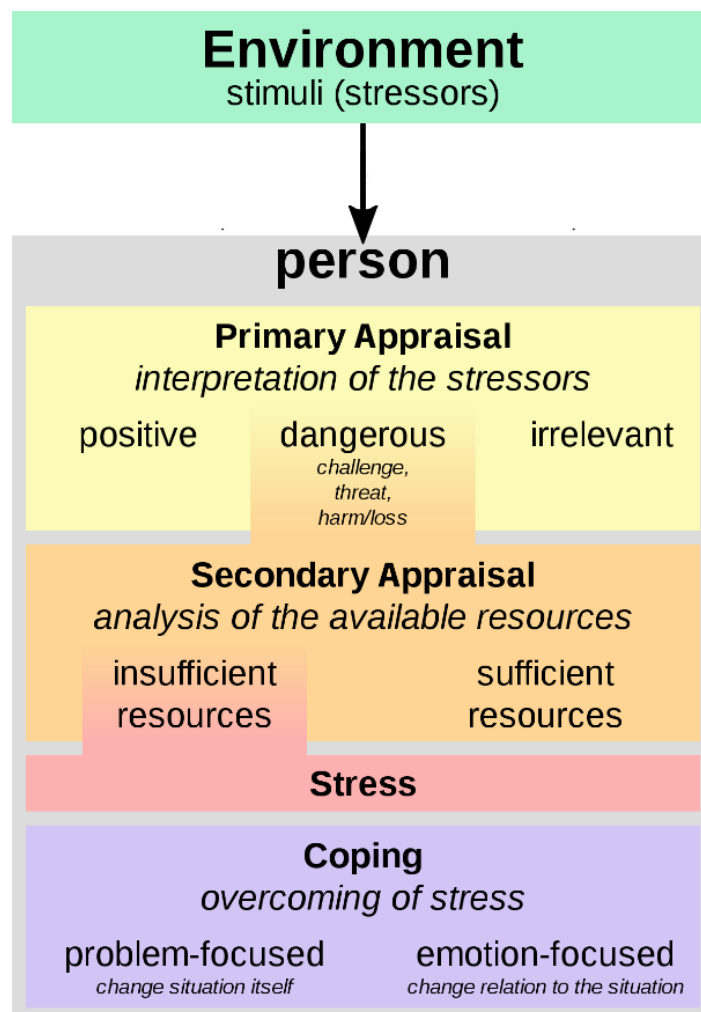 Environment
stimuli (stressors)
person
Primary Appraisal
interpretation of the stressors
positive dangerous irrelevant
challenge,
threat,
harm/loss
Secondary Appraisal
analysis of the available resources
insufficient sufficient
resources resources
Stress
Coping
overcoming of stress
problem-focused emotion-focused
change situation itself change relation to the situation